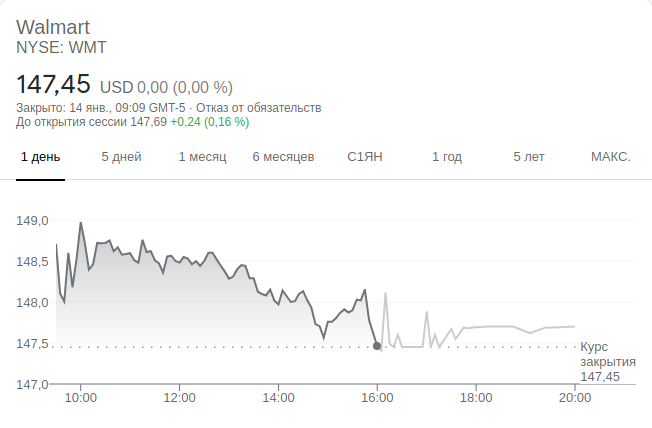 Walmart
NYSE: WMT
147,45 USD 0,00 (0,00 %)
Закрыто: 14 янв., 09:09 GMT-5 · Отказ от обязательств
До открытия сессии 147,69 +0,24 (0,16 %)
1 день 5 дней 1 месяц 6 месяцев С1ЯН 1 год 5 лет МАКС.
149,0
148,5
148,0
147,5
Курс
закрытия
147,45
147,0
10:00 12:00 14:00 16:00 18:00 20:00